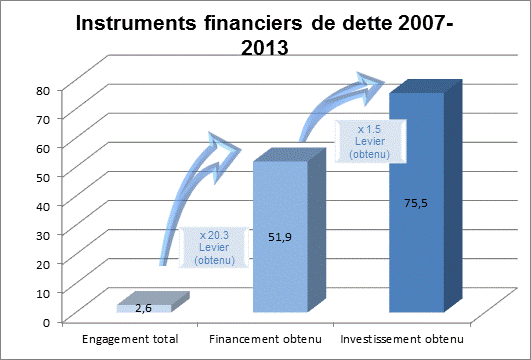 Instruments financiers de dette 2007-
2013
80
70
60
50
40
30
20
10
0
x 20.3
Levier
(obtenu)
x 1.5
Levier
(obtenu)
2,6
51,9
75,5
Engagement total
Financement obtenu
Investissement obtenu